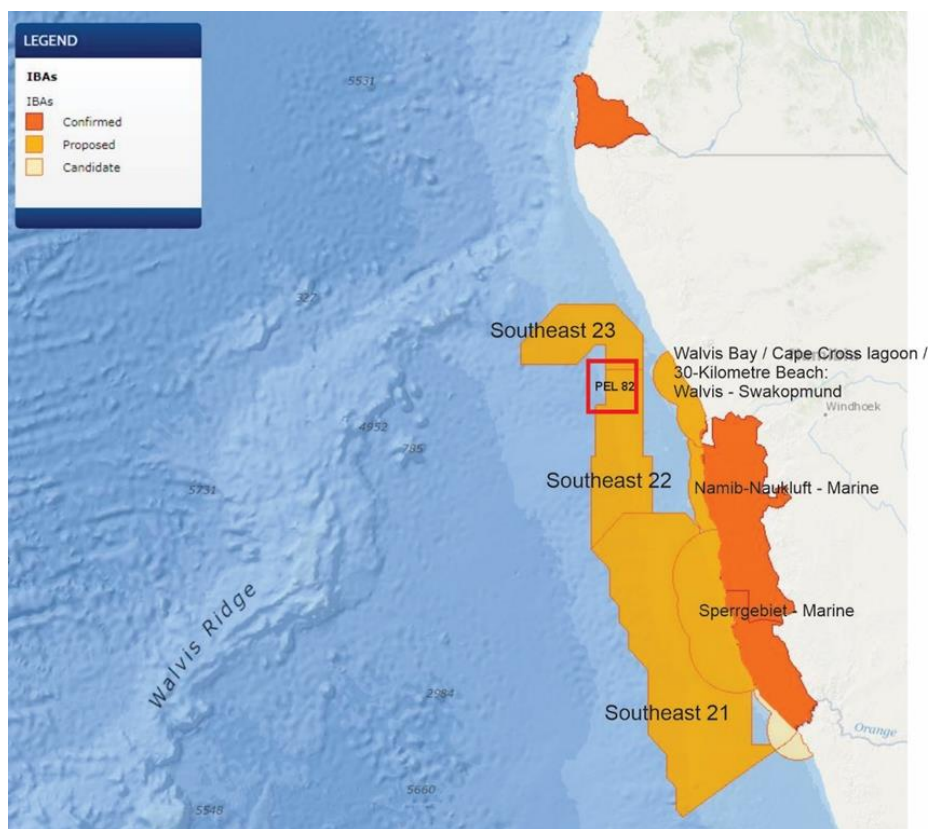 LEGEND
IBAs
IBAs
Confirmed
Proposed
Candidate
5531
327
Southeast 23
PEL 82
Walvis Bay / Cape Cross lagoon /
30-Kilometre Beach:
Walvis - Swakopmund
Namibia
Windhoek
4952
785
5731
Southeast 22
Namib-Naukluft - Marine
Sperrgebiet - Marine
Walvis Ridge
2984
Southeast 21
Orange
5660
5548